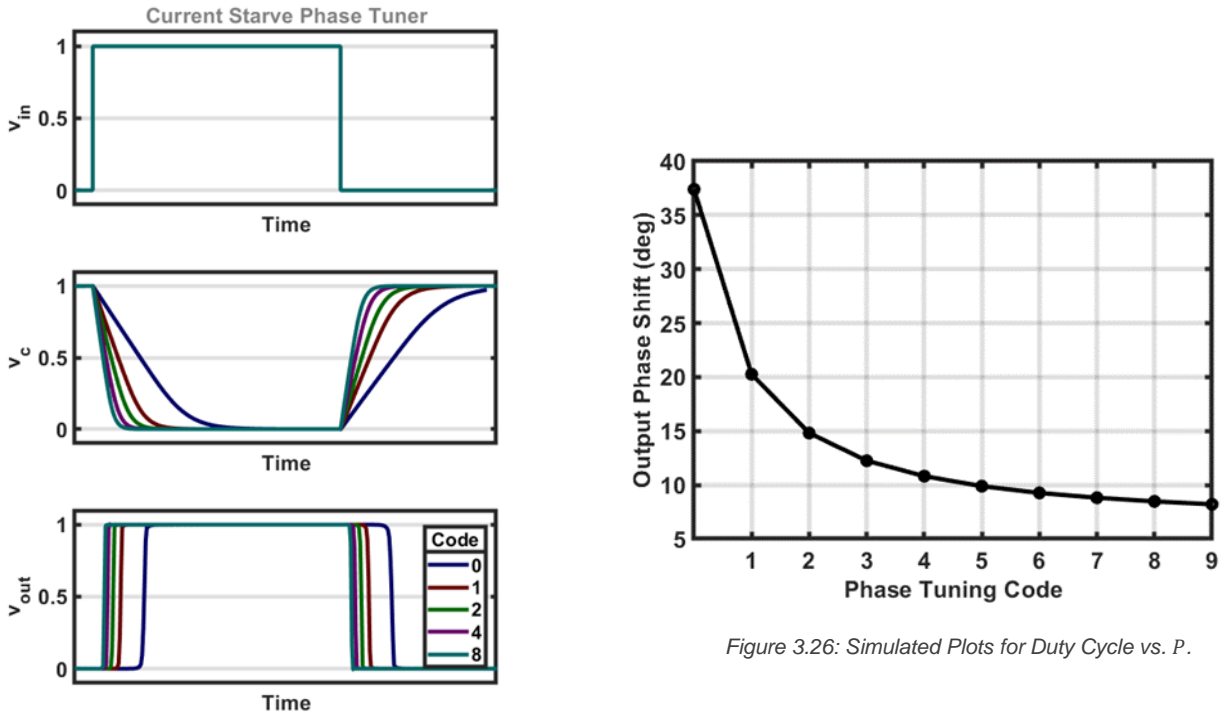 Current Starve Phase Tuner
1
0.5
0
v_in
Time
1
0.5
0
v_c
Time
1
0.5
0
v_out
Time
Code
0
1
2
4
8
40
35
30
25
20
15
10
5
Output Phase Shift (deg)
1 2 3 4 5 6 7 8 9
Phase Tuning Code
Figure 3.26: Simulated Plots for Duty Cycle vs. P.